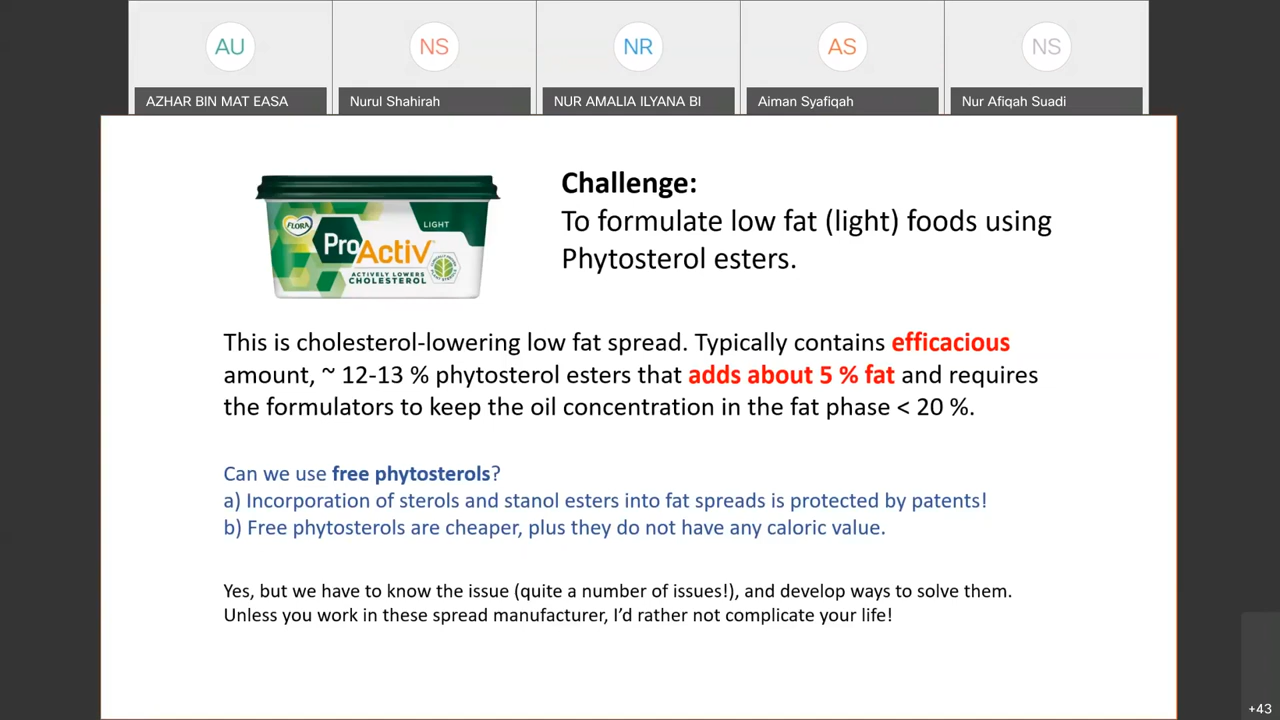 AU
NS
NR
AS
NS
AZHAR BIN MAT EASA
Nurul Shahirah
NUR AMALIA ILYANA BI
Aiman Syafiqah
Nur Afiqah Suadi
FLORA
LIGHT
ProActiv
ACTIVELY LOWERS
CHOLESTEROL
Challenge:
To formulate low fat (light) foods using
Phytosterol esters.
This is cholesterol-lowering low fat spread. Typically contains efficacious
amount, ~ 12-13 % phytosterol esters that adds about 5 % fat and requires
the formulators to keep the oil concentration in the fat phase < 20 %.
Can we use free phytosterols?
a) Incorporation of sterols and stanol esters into fat spreads is protected by patents!
b) Free phytosterols are cheaper, plus they do not have any caloric value.
Yes, but we have to know the issue (quite a number of issues!), and develop ways to solve them.
Unless you work in these spread manufacturer, I'd rather not complicate your life!
+43